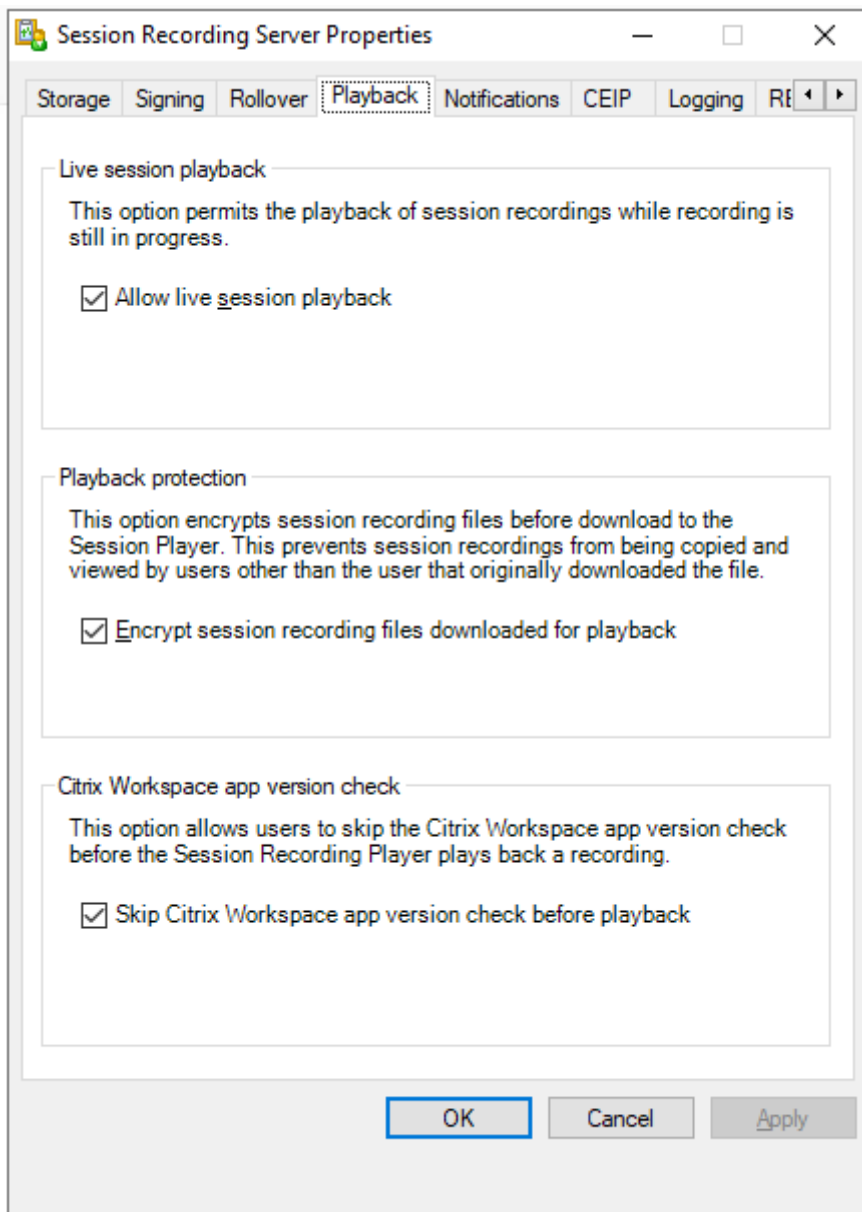 Session Recording Server Properties
Storage Signing Rollover Playback Notifications CEIP Logging
Live session playback
This option permits the playback of session recordings while recording is
still in progress.
Allow live session playback
Playback protection
This option encrypts session recording files before download to the
Session Player. This prevents session recordings from being copied and
viewed by users other than the user that originally downloaded the file.
Encrypt session recording files downloaded for playback
Citrix Workspace app version check
This option allows users to skip the Citrix Workspace app version check
before the Session Recording Player plays back a recording.
Skip Citrix Workspace app version check before playback
OK Cancel Apply